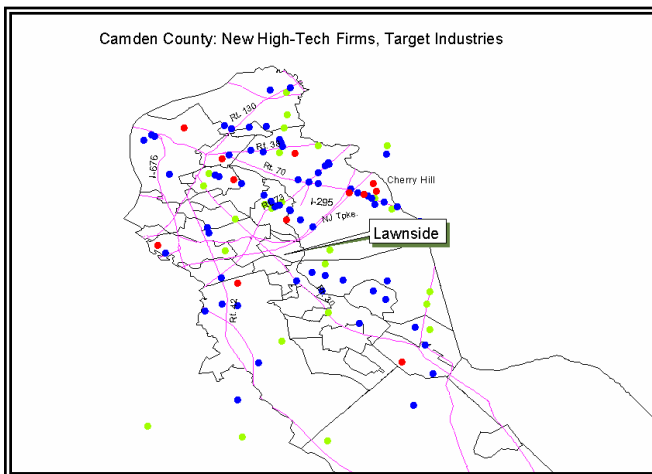 Camden County: New High-Tech Firms, Target Industries
Rt. 130
Rt. 38
I-676
Rt. 70
Cherry Hill
I-295
NJ Tpke.
Lawnside
Rt. 42